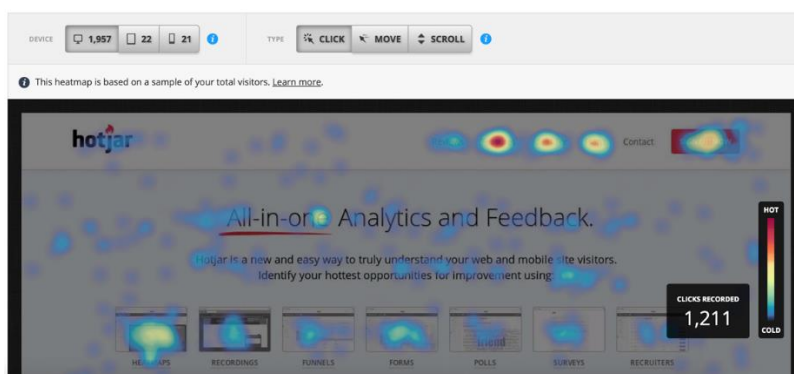 DEVICE 1,957 22 21 TYPE CLICK MOVE SCROLL
This heatmap is based on a sample of your total visitors. Learn more.
hotjar Contact
All-in-one Analytics and Feedback.
HOT
Hotjar is a new and easy way to truly understand your web and mobile site visitors.
Identify your hottest opportunities for improvement using:
CLICKS RECORDED
1,211
COLD
HEATMAPS RECORDINGS FUNNELS FORMS POLLS SURVEYS RECRUITERS